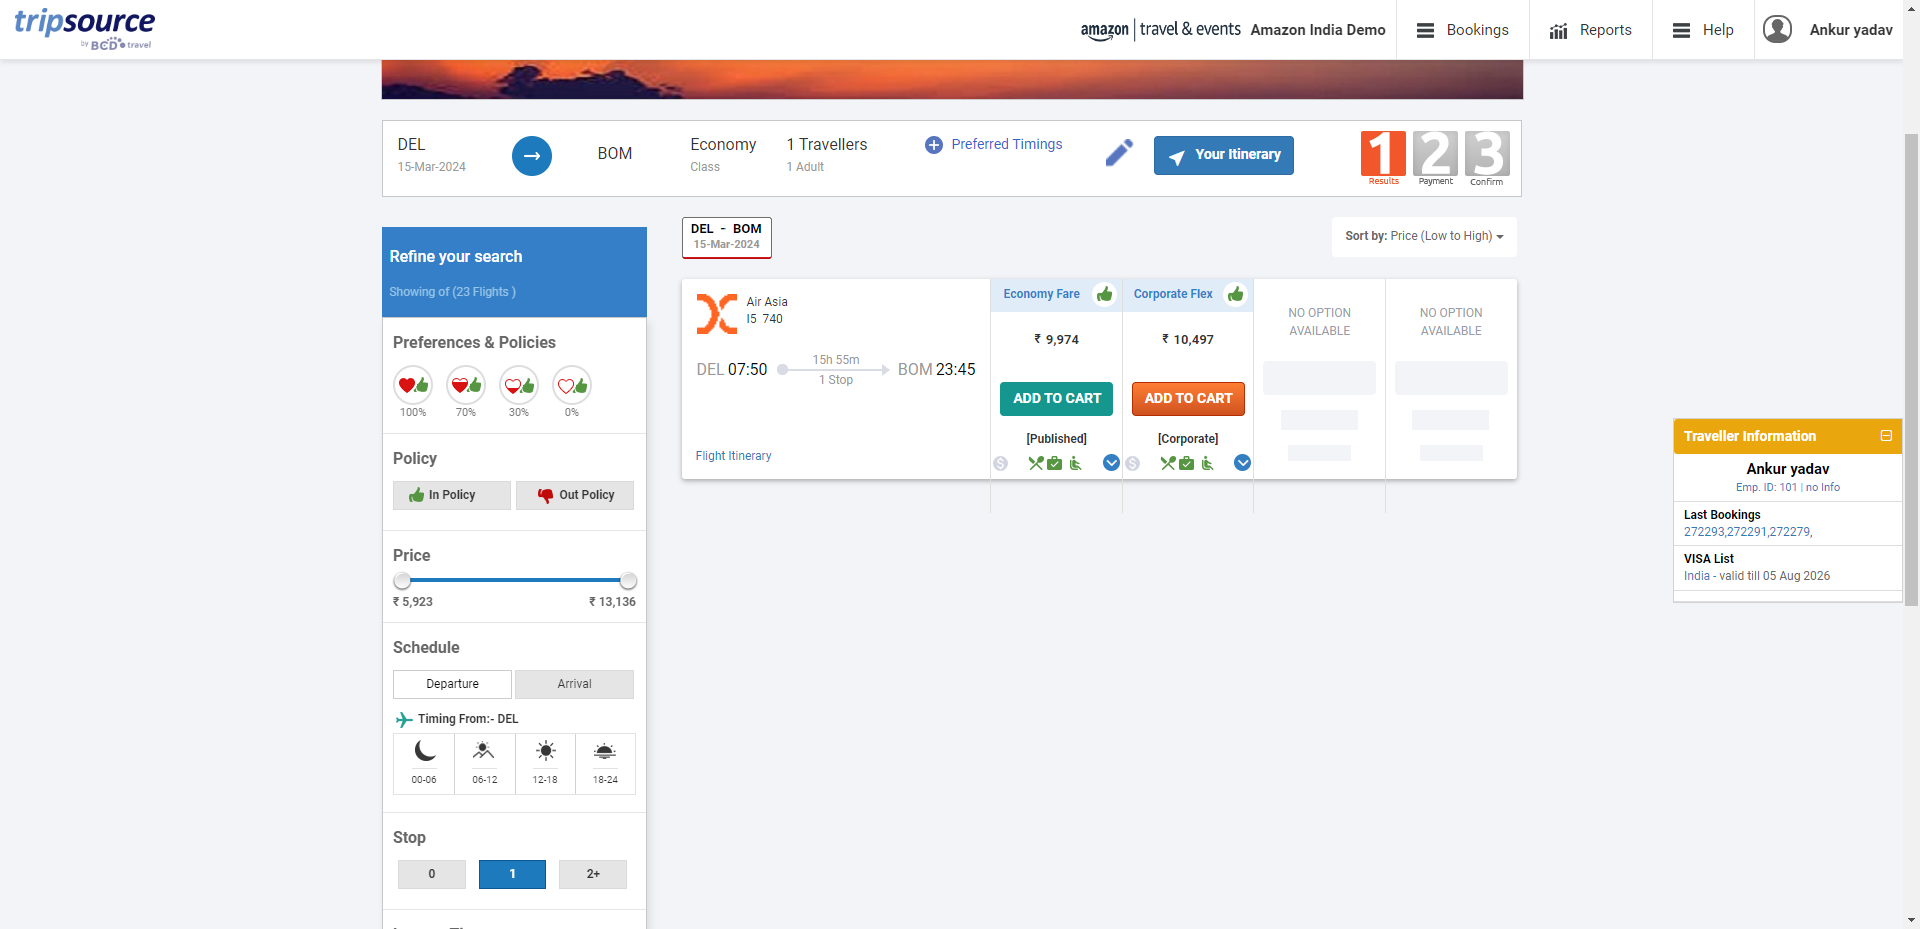 tripsource
by BCD travel
amazon | travel & events Amazon India Demo
Bookings
Reports
Help
Ankur yadav
DEL
15-Mar-2024
BOM
Economy
Class
1 Travellers
1 Adult
Preferred Timings
Your Itinerary
1 2 3
Results Payment Confirm
Refine your search
Showing of (23 Flights )
Preferences & Policies
100% 70% 30% 0%
Policy
In Policy Out Policy
Price
₹ 5,923 ₹ 13,136
Schedule
Departure Arrival
Timing From:- DEL
00-06 06-12 12-18 18-24
Stop
0 1 2+
DEL - BOM
15-Mar-2024
Sort by: Price (Low to High)
Air Asia
I5 740
DEL 07:50
15h 55m
1 Stop
BOM 23:45
Flight Itinerary
Economy Fare
₹ 9,974
ADD TO CART
[Published]
Corporate Flex
₹ 10,497
ADD TO CART
[Corporate]
NO OPTION
AVAILABLE
NO OPTION
AVAILABLE
Traveller Information
Ankur yadav
Emp. ID: 101 | no Info
Last Bookings
272293,272291,272279,
VISA List
India - valid till 05 Aug 2026